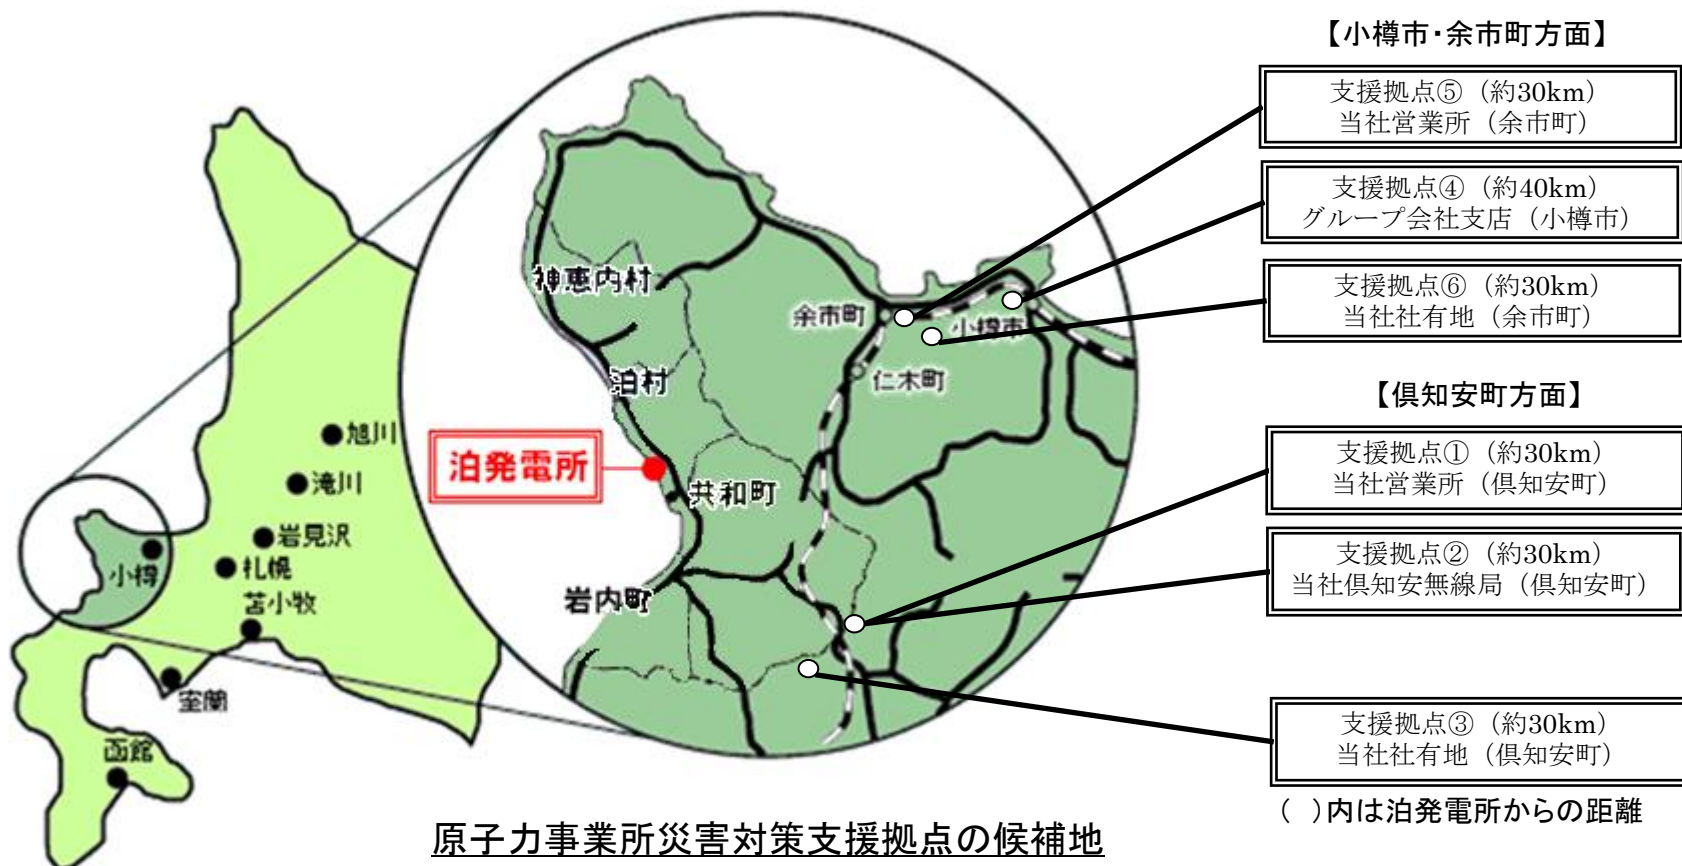 【小樽市・余市町方面】
支援拠点⑤（約30km）
当社営業所（余市町）
支援拠点④（約40km）
グループ会社支店（小樽市）
支援拠点⑥（約30km）
当社社有地（余市町）
【倶知安町方面】
支援拠点①（約30km）
当社営業所（倶知安町）
支援拠点②（約30km）
当社倶知安無線局（倶知安町）
支援拠点③（約30km）
当社社有地（倶知安町）
（ ）内は泊発電所からの距離
神恵内村
余市町
小樽市
仁木町
泊村
泊発電所
共和町
岩内町
旭川
滝川
岩見沢
札幌
小樽
苫小牧
室蘭
函館
原子力事業所災害対策支援拠点の候補地